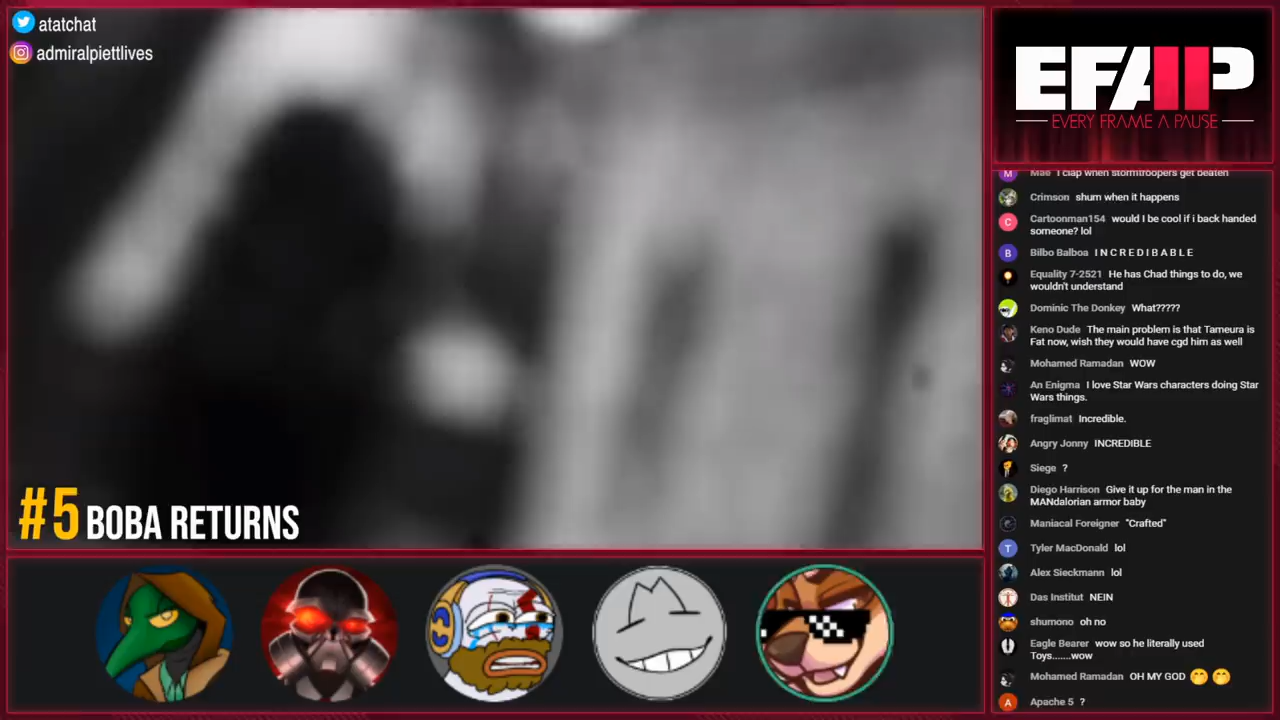 atatchat
admiralpiettlives
#5 BOBA RETURNS
EFAP
EVERY FRAME A PAUSE
M Mae I clap when stormtroopers get beaten
Crimson shum when it happens
C Cartoonman154 would I be cool if i back handed
someone? lol
B Bilbo Balboa I N C R E D I B A B L E
Equality 7-2521 He has Chad things to do, we
wouldn't understand
Dominic The Donkey What?????
Keno Dude The main problem is that Tameura is
Fat now, wish they would have cgd him as well
Mohamed Ramadan WOW
An Enigma I love Star Wars characters doing Star
Wars things.
fraglimat Incredible.
Angry Jonny INCREDIBLE
Siege ?
Diego Harrison Give it up for the man in the
MANdalorian armor baby
Maniacal Foreigner "Crafted"
T Tyler MacDonald lol
Alex Sieckmann lol
Das Institut NEIN
shumono oh no
Eagle Bearer wow so he literally used
Toys.......wow
Mohamed Ramadan OH MY GOD 🤭 🤭
A Apache 5 ?